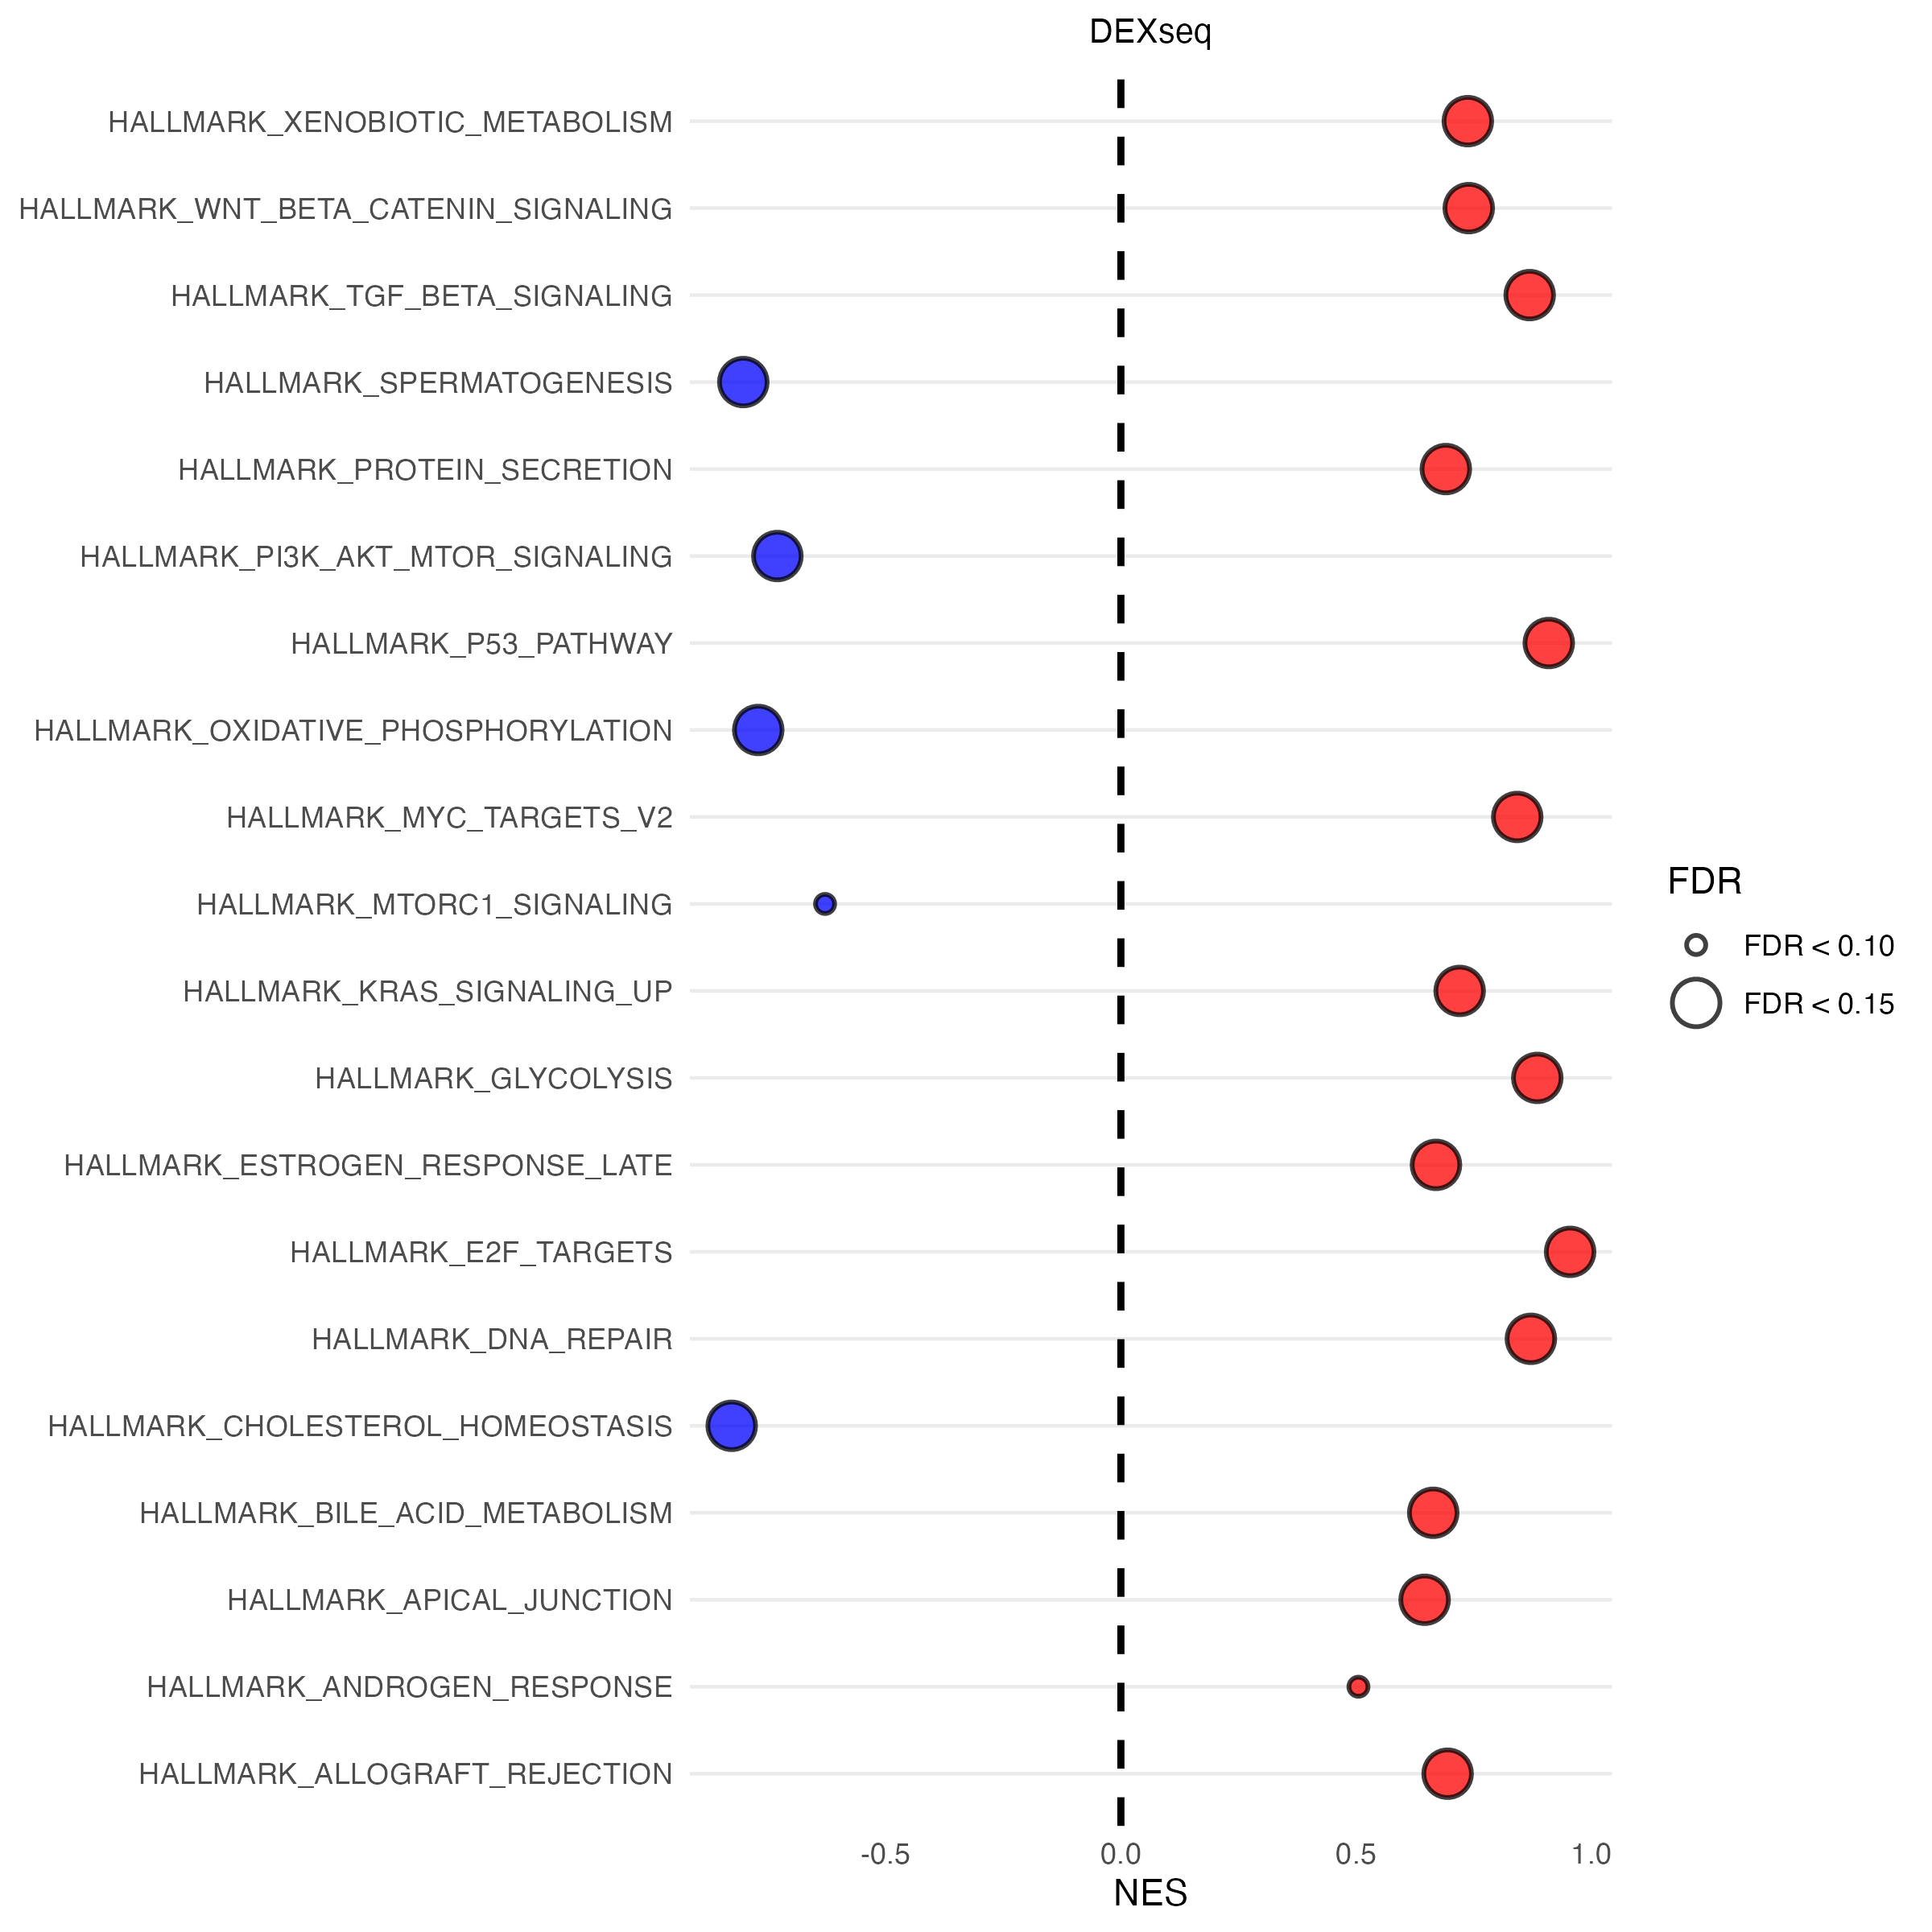 DEXseq
HALLMARK_XENOBIOTIC_METABOLISM
HALLMARK_WNT_BETA_CATENIN_SIGNALING
HALLMARK_TGF_BETA_SIGNALING
HALLMARK_SPERMATOGENESIS
HALLMARK_PROTEIN_SECRETION
HALLMARK_PI3K_AKT_MTOR_SIGNALING
HALLMARK_P53_PATHWAY
HALLMARK_OXIDATIVE_PHOSPHORYLATION
HALLMARK_MYC_TARGETS_V2
HALLMARK_MTORC1_SIGNALING
HALLMARK_KRAS_SIGNALING_UP
HALLMARK_GLYCOLYSIS
HALLMARK_ESTROGEN_RESPONSE_LATE
HALLMARK_E2F_TARGETS
HALLMARK_DNA_REPAIR
HALLMARK_CHOLESTEROL_HOMEOSTASIS
HALLMARK_BILE_ACID_METABOLISM
HALLMARK_APICAL_JUNCTION
HALLMARK_ANDROGEN_RESPONSE
HALLMARK_ALLOGRAFT_REJECTION
-0.5 0.0 0.5 1.0
NES
FDR
FDR < 0.10
FDR < 0.15